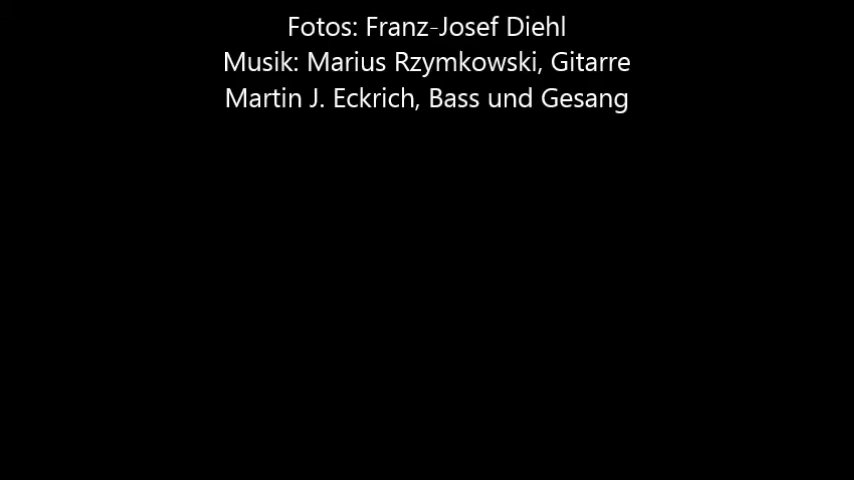 Fotos: Franz-Josef Diehl
Musik: Marius Rzymkowski, Gitarre
Martin J. Eckrich, Bass und Gesang